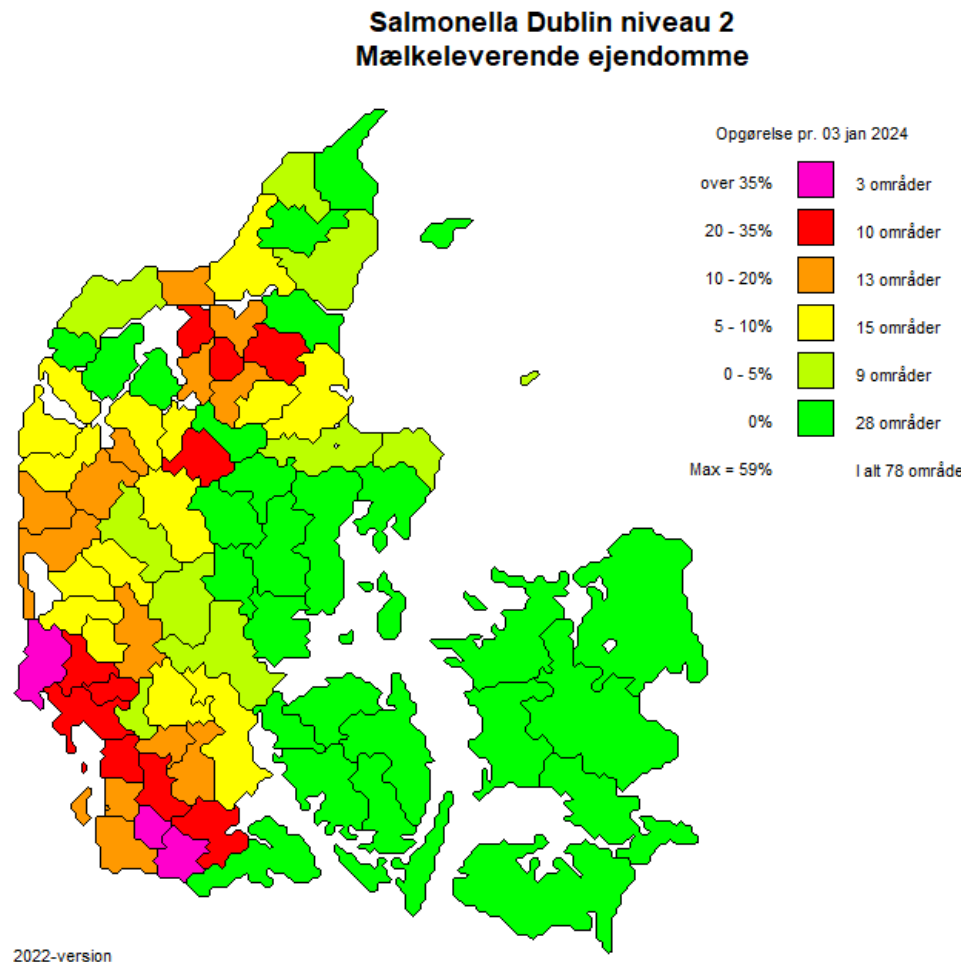 Salmonella Dublin niveau 2
Mælkeleverende ejendomme
Opgørelse pr. 03 jan 2024
over 35% 3 områder
20 - 35% 10 områder
10 - 20% 13 områder
5 - 10% 15 områder
0 - 5% 9 områder
0% 28 områder
Max = 59% I alt 78 område
2022-version